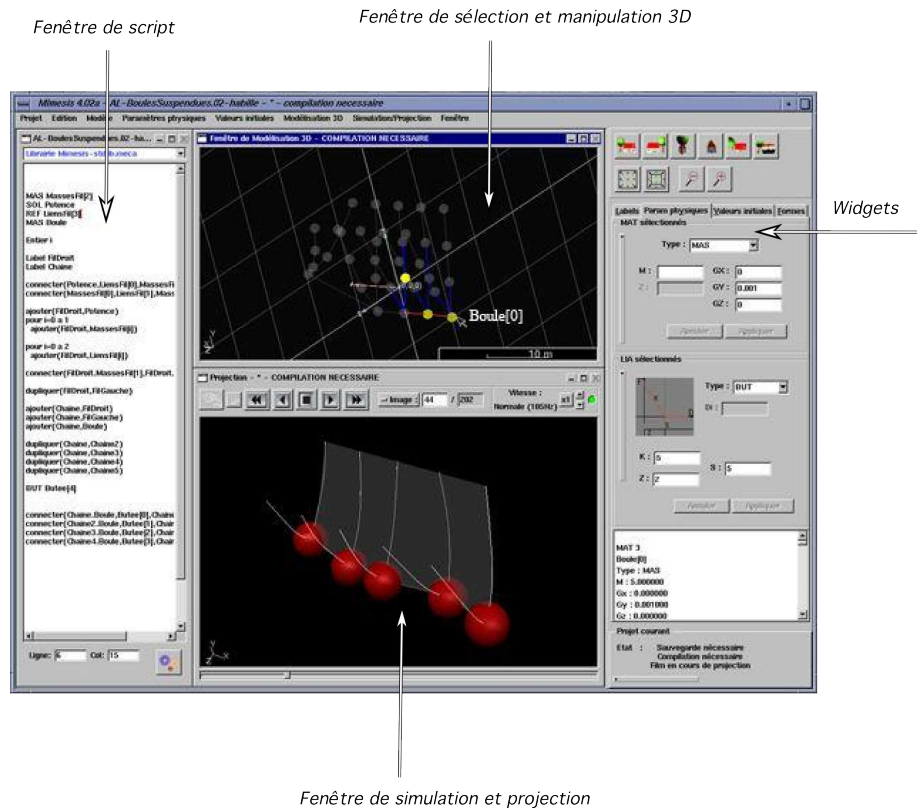 Fenêtre de script
Fenêtre de sélection et manipulation 3D
Mimesis 4.02a - AL-BoulesSuspendues.02-habille - * - compilation necessaire
Projet Edition Modèle Paramètres physiques Valeurs initiales Modélisation 3D Simulation/Projection Fenêtre
AL-BoulesSuspendues.02-ha...
Librairie Mimesis-stdlib.meca
MAS MassesFil[2]
SOL Potence
REF LiensFil[3]
MAS Boule
Entier i
Label FilDroit
Label Chaine
connecter(Potence,LiensFil[0],MassesFi
connecter(MassesFil[0],LiensFil[1],Mass
ajouter(FilDroit,Potence)
pour i=0 a 1
ajouter(FilDroit,MassesFil[i])
pour i=0 a 2
ajouter(FilDroit,LiensFil[i])
connecter(FilDroit.MassesFil[1],FilDroit.
dupliquer(FilDroit,FilGauche)
ajouter(Chaine,FilDroit)
ajouter(Chaine,FilGauche)
ajouter(Chaine,Boule)
dupliquer(Chaine,Chaine2)
dupliquer(Chaine,Chaine3)
dupliquer(Chaine,Chaine4)
dupliquer(Chaine,Chaine5)
BUT Butee[4]
connecter(Chaine.Boule,Butee[0],Chaine
connecter(Chaine2.Boule,Butee[1],Chair
connecter(Chaine3.Boule,Butee[2],Chair
connecter(Chaine4.Boule,Butee[3],Chair
Ligne: 6 Col: 15
Fenêtre de Modélisation 3D - COMPILATION NECESSAIRE
Boule[0]
10 m
Y
Z
Projection - * - COMPILATION NECESSAIRE
Image : 44 / 202
Vitesse :
Normale (105Hz) x1
Y
X
Z
Widgets
Labels Param physiques Valeurs initiales Formes
MAT sélectionnés
Type : MAS
M : GX: 0
Z : GY: 0.001
GZ: 0
Annuler Appliquer
LIA sélectionnés
Type : BUT
DI :
K : 5
S : 5
Z : 2
Annuler Appliquer
MAT 3
Boule[0]
Type : MAS
M : 5.000000
Gx : 0.000000
Gy : 0.001000
Gz : 0.000000
Projet courant
Etat : Sauvegarde nécessaire
Compilation nécessaire
Film en cours de projection
Fenêtre de simulation et projection